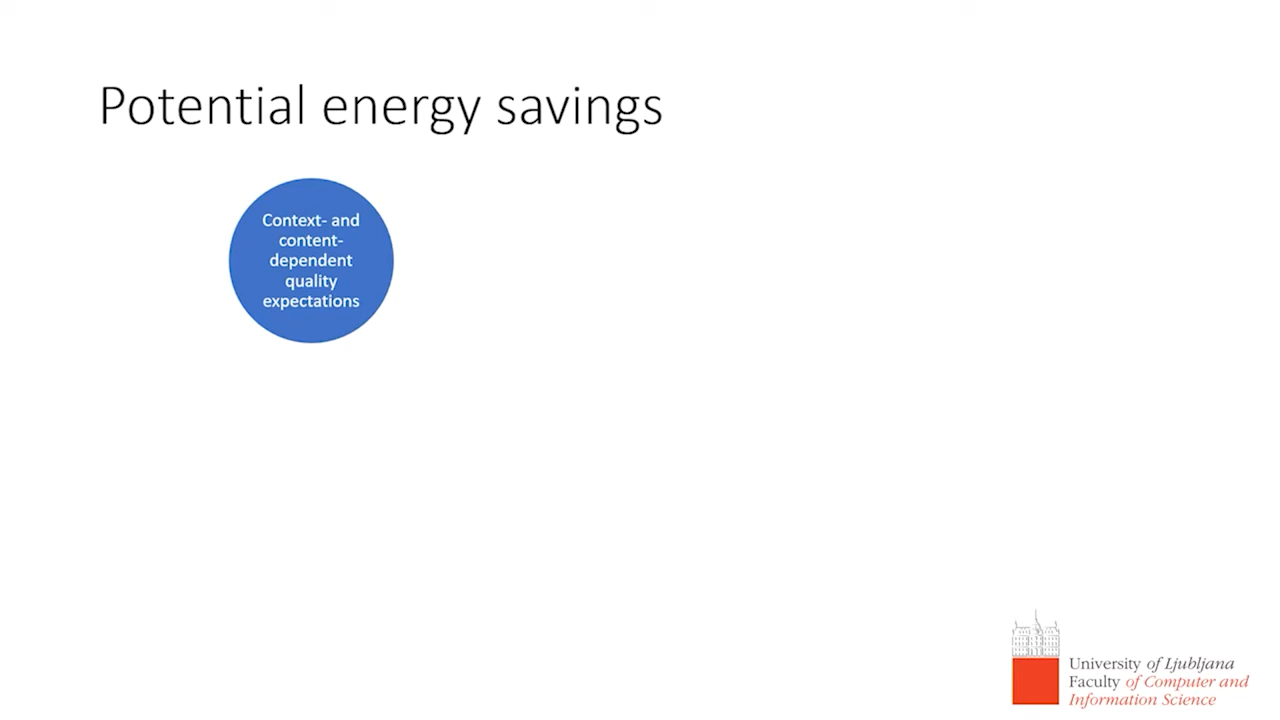 Potential energy savings
Context- and
content-
dependent
quality
expectations
University of Ljubljana
Faculty of Computer and
Information Science